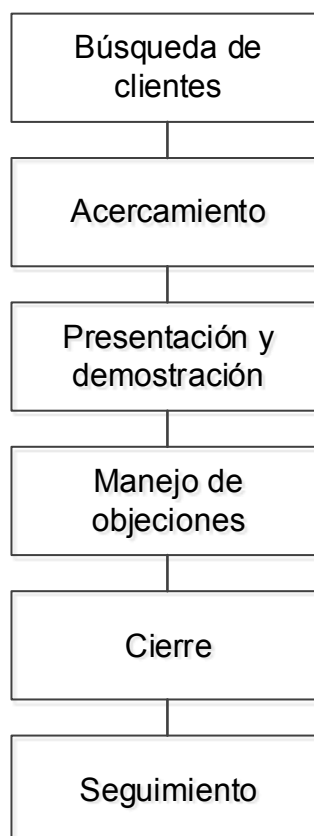 Búsqueda de
clientes
Acercamiento
Presentación y
demostración
Manejo de
objeciones
Cierre
Seguimiento